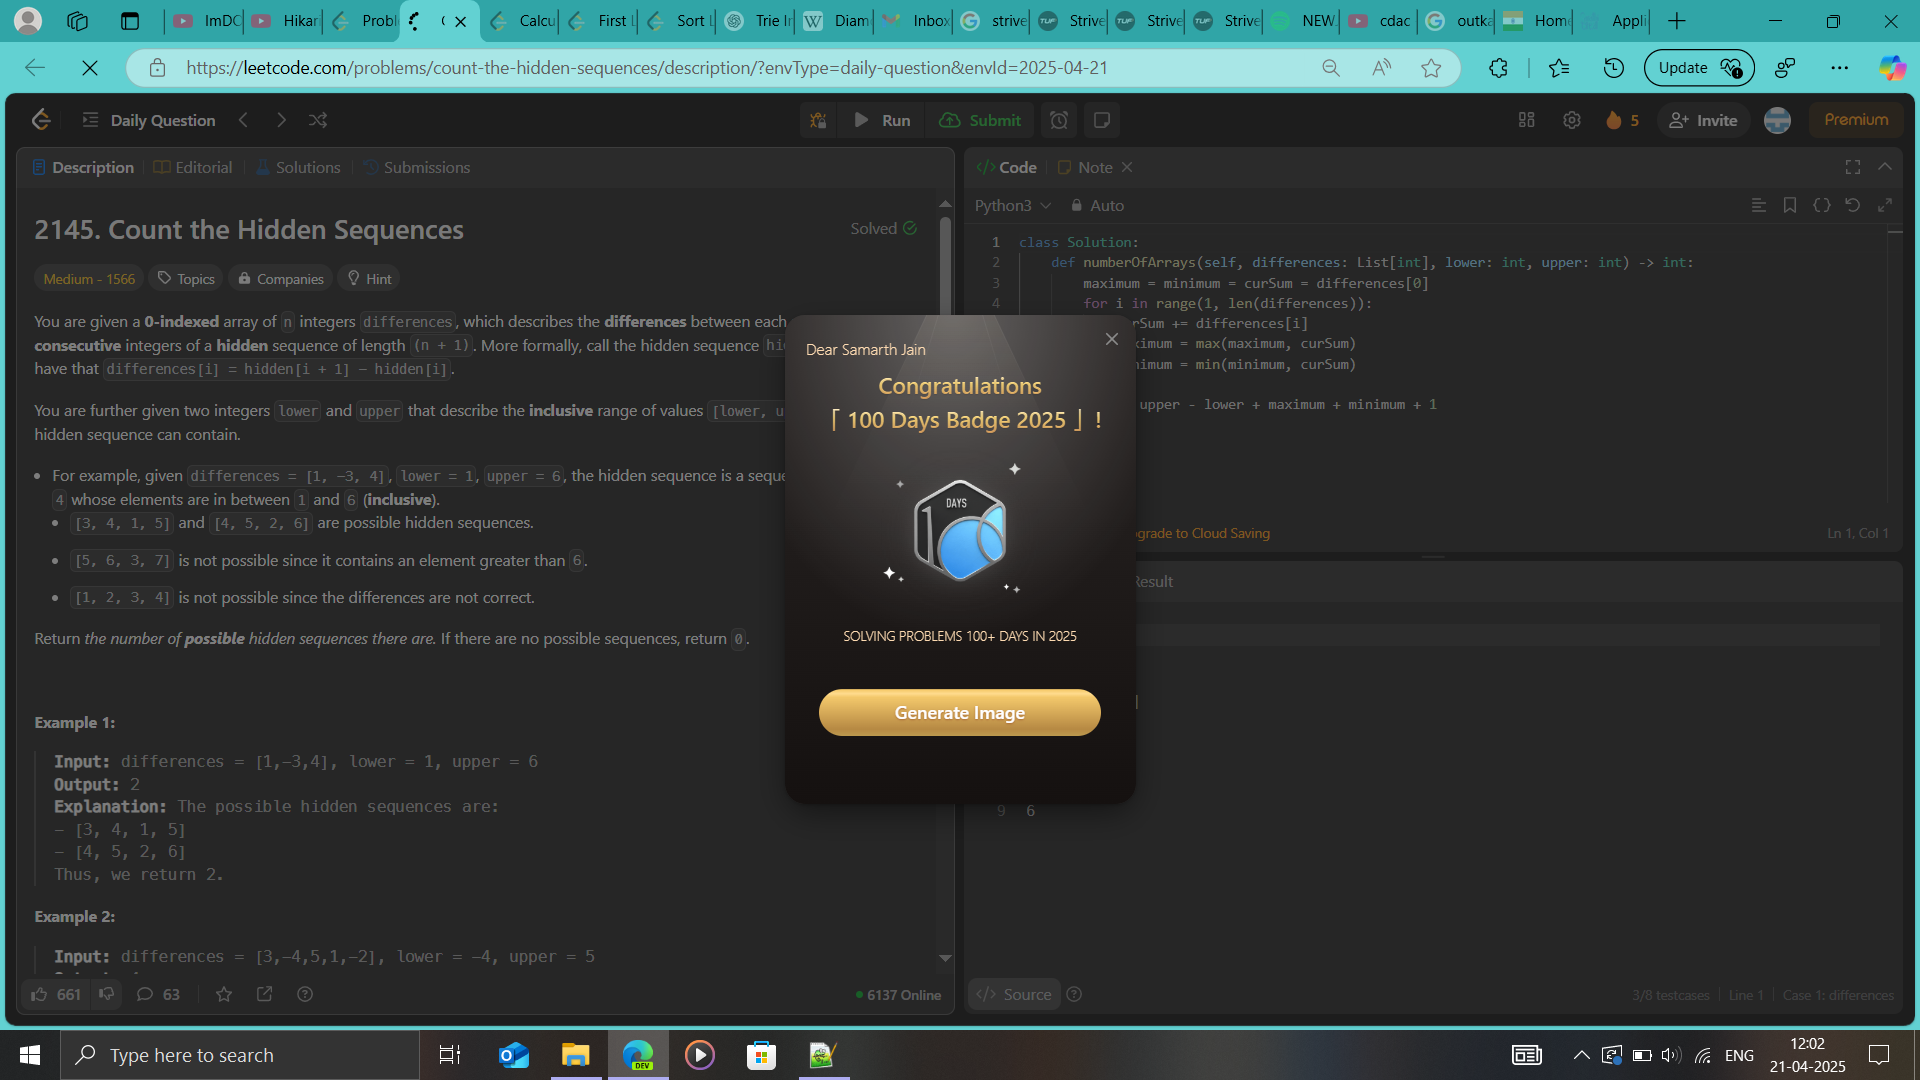 ImDC
Hikar
Proble
Calcu
First L
Sort L
Trie In
Diam
Inbox
strive
Strive
Strive
Strive
NEW.
cdac
outka
Home
Appli
https://leetcode.com/problems/count-the-hidden-sequences/description/?envType=daily-question&envId=2025-04-21
Update
Daily Question
Run
Submit
5
Invite
Premium
Description
Editorial
Solutions
Submissions
2145. Count the Hidden Sequences
Solved
Medium - 1566
Topics
Companies
Hint
You are given a 0-indexed array of n integers differences, which describes the differences between each
consecutive integers of a hidden sequence of length (n + 1). More formally, call the hidden sequence hid
have that differences[i] = hidden[i + 1] - hidden[i].
You are further given two integers lower and upper that describe the inclusive range of values [lower, u
hidden sequence can contain.
For example, given differences = [1, -3, 4], lower = 1, upper = 6, the hidden sequence is a seque
4 whose elements are in between 1 and 6 (inclusive).
[3, 4, 1, 5] and [4, 5, 2, 6] are possible hidden sequences.
[5, 6, 3, 7] is not possible since it contains an element greater than 6.
[1, 2, 3, 4] is not possible since the differences are not correct.
Return the number of possible hidden sequences there are. If there are no possible sequences, return 0.
Example 1:
Input: differences = [1,-3,4], lower = 1, upper = 6
Output: 2
Explanation: The possible hidden sequences are:
- [3, 4, 1, 5]
- [4, 5, 2, 6]
Thus, we return 2.
Example 2:
Input: differences = [3,-4,5,1,-2], lower = -4, upper = 5
661
63
6137 Online
Code
Note
Python3
Auto
1 class Solution:
2 def numberOfArrays(self, differences: List[int], lower: int, upper: int) -> int:
3 maximum = minimum = curSum = differences[0]
4 for i in range(1, len(differences)):
rSum += differences[i]
ximum = max(maximum, curSum)
nimum = min(minimum, curSum)
upper - lower + maximum + minimum + 1
grade to Cloud Saving
Ln 1, Col 1
Result
]
9 6
Source
3/8 testcases
Line 1
Case 1: differences
Dear Samarth Jain
Congratulations
「 100 Days Badge 2025 」!
DAYS
100
SOLVING PROBLEMS 100+ DAYS IN 2025
Generate Image
Type here to search
DEV
ENG
12:02
21-04-2025